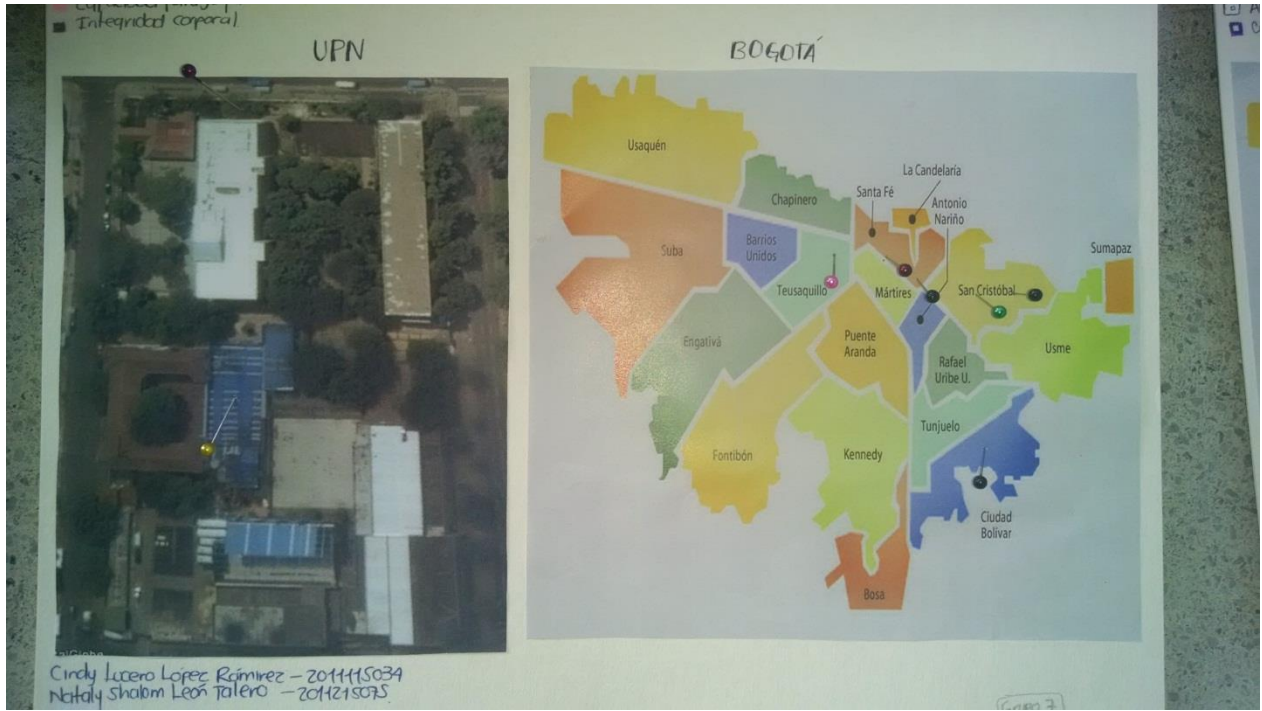 Integridad corporal
UPN
BOGOTÁ
Usaquén
La Candelaría
Santa Fé
Antonio
Nariño
Chapinero
Barrios
Unidos
Suba
Sumapaz
Teusaquillo
Mártires
San Cristóbal
Engativá
Puente
Aranda
Usme
Rafael
Uribe U.
Tunjuelo
Fontibón
Kennedy
Ciudad
Bolívar
Bosa
Cindy Lucero López Ramirez - 2011115034
Nataly Shalom León Talero - 2011215075